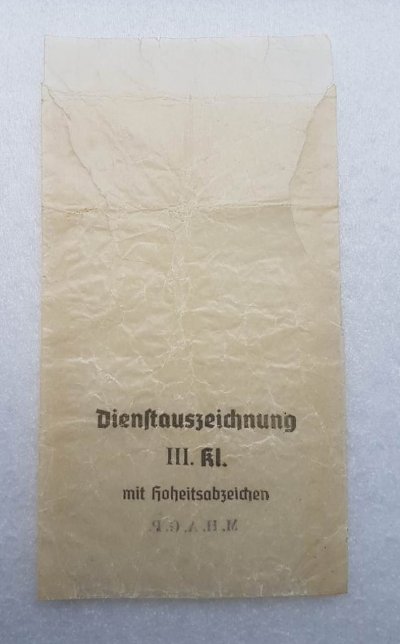 Dienstauszeichnung
III. Kl.
mit Hoheitsabzeichen
M. H. A. G. P.